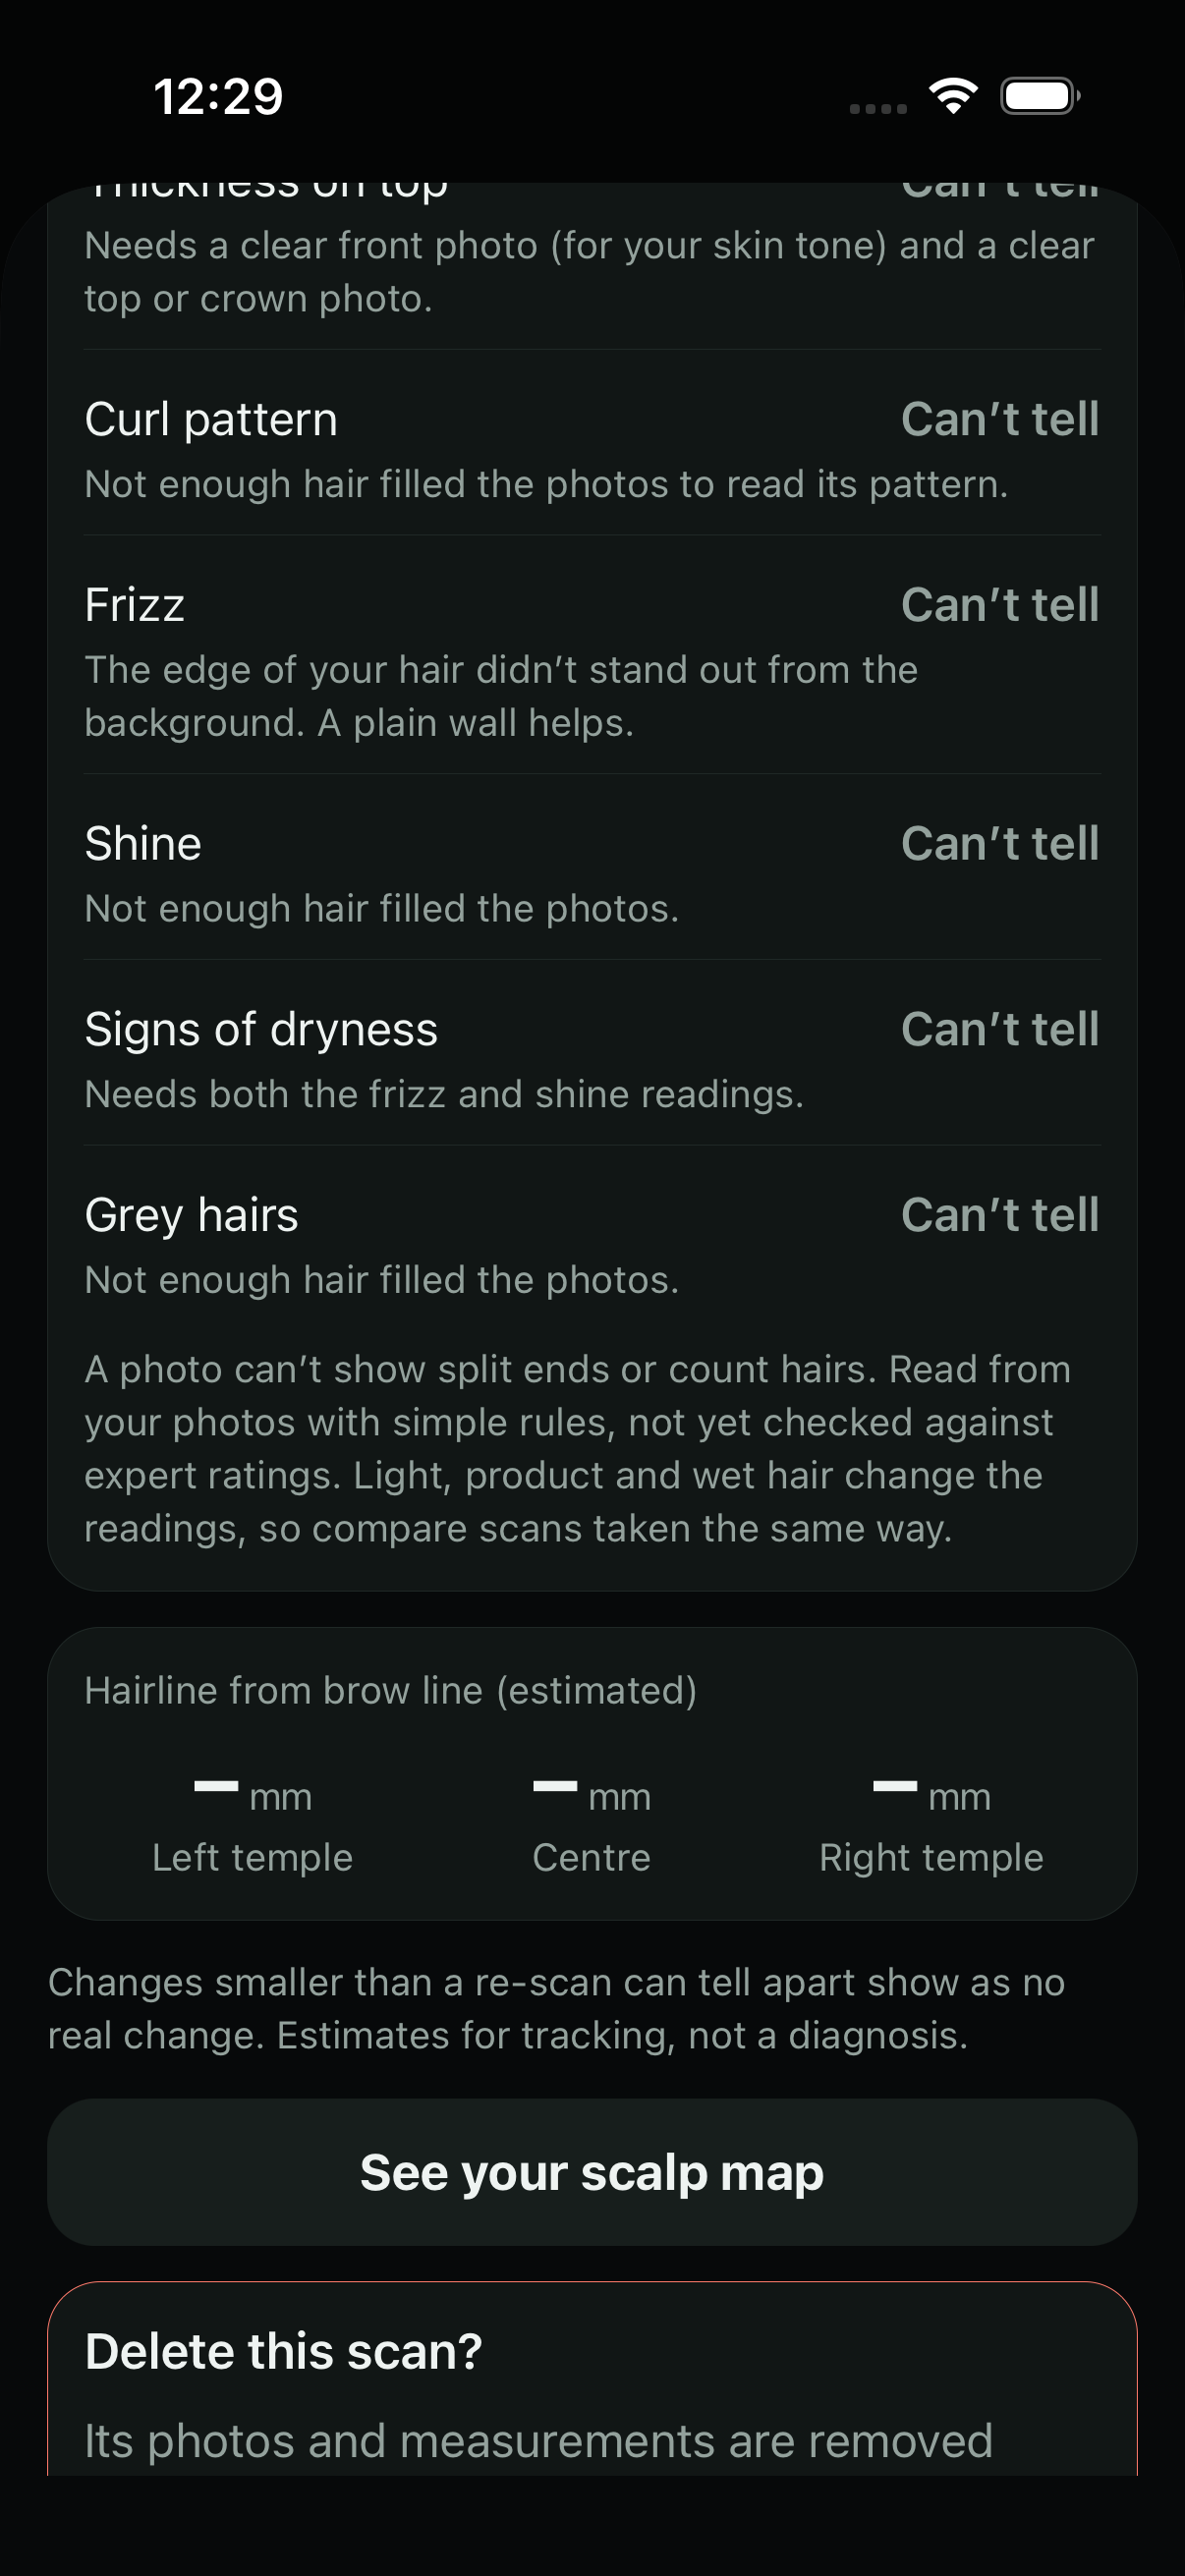 12:29
Thickness on top
Can't tell
Needs a clear front photo (for your skin tone) and a clear
top or crown photo.
Curl pattern
Can't tell
Not enough hair filled the photos to read its pattern.
Frizz
Can't tell
The edge of your hair didn't stand out from the
background. A plain wall helps.
Shine
Can't tell
Not enough hair filled the photos.
Signs of dryness
Can't tell
Needs both the frizz and shine readings.
Grey hairs
Can't tell
Not enough hair filled the photos.
A photo can't show split ends or count hairs. Read from
your photos with simple rules, not yet checked against
expert ratings. Light, product and wet hair change the
readings, so compare scans taken the same way.
Hairline from brow line (estimated)
– mm
– mm
– mm
Left temple
Centre
Right temple
Changes smaller than a re-scan can tell apart show as no
real change. Estimates for tracking, not a diagnosis.
See your scalp map
Delete this scan?
Its photos and measurements are removed